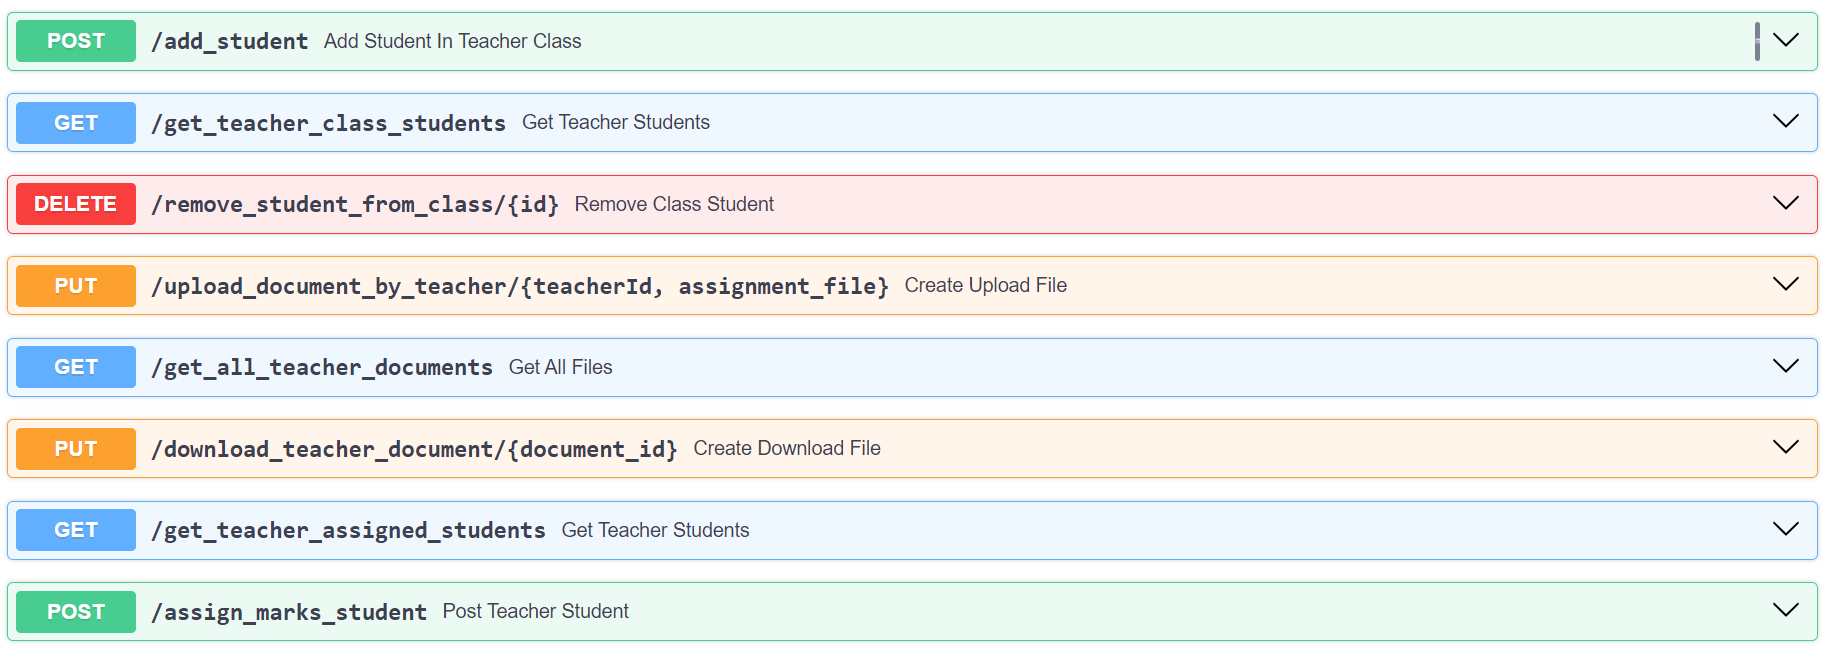 POST /add_student Add Student In Teacher Class
GET /get_teacher_class_students Get Teacher Students
DELETE /remove_student_from_class/{id} Remove Class Student
PUT /upload_document_by_teacher/{teacherId, assignment_file} Create Upload File
GET /get_all_teacher_documents Get All Files
PUT /download_teacher_document/{document_id} Create Download File
GET /get_teacher_assigned_students Get Teacher Students
POST /assign_marks_student Post Teacher Student